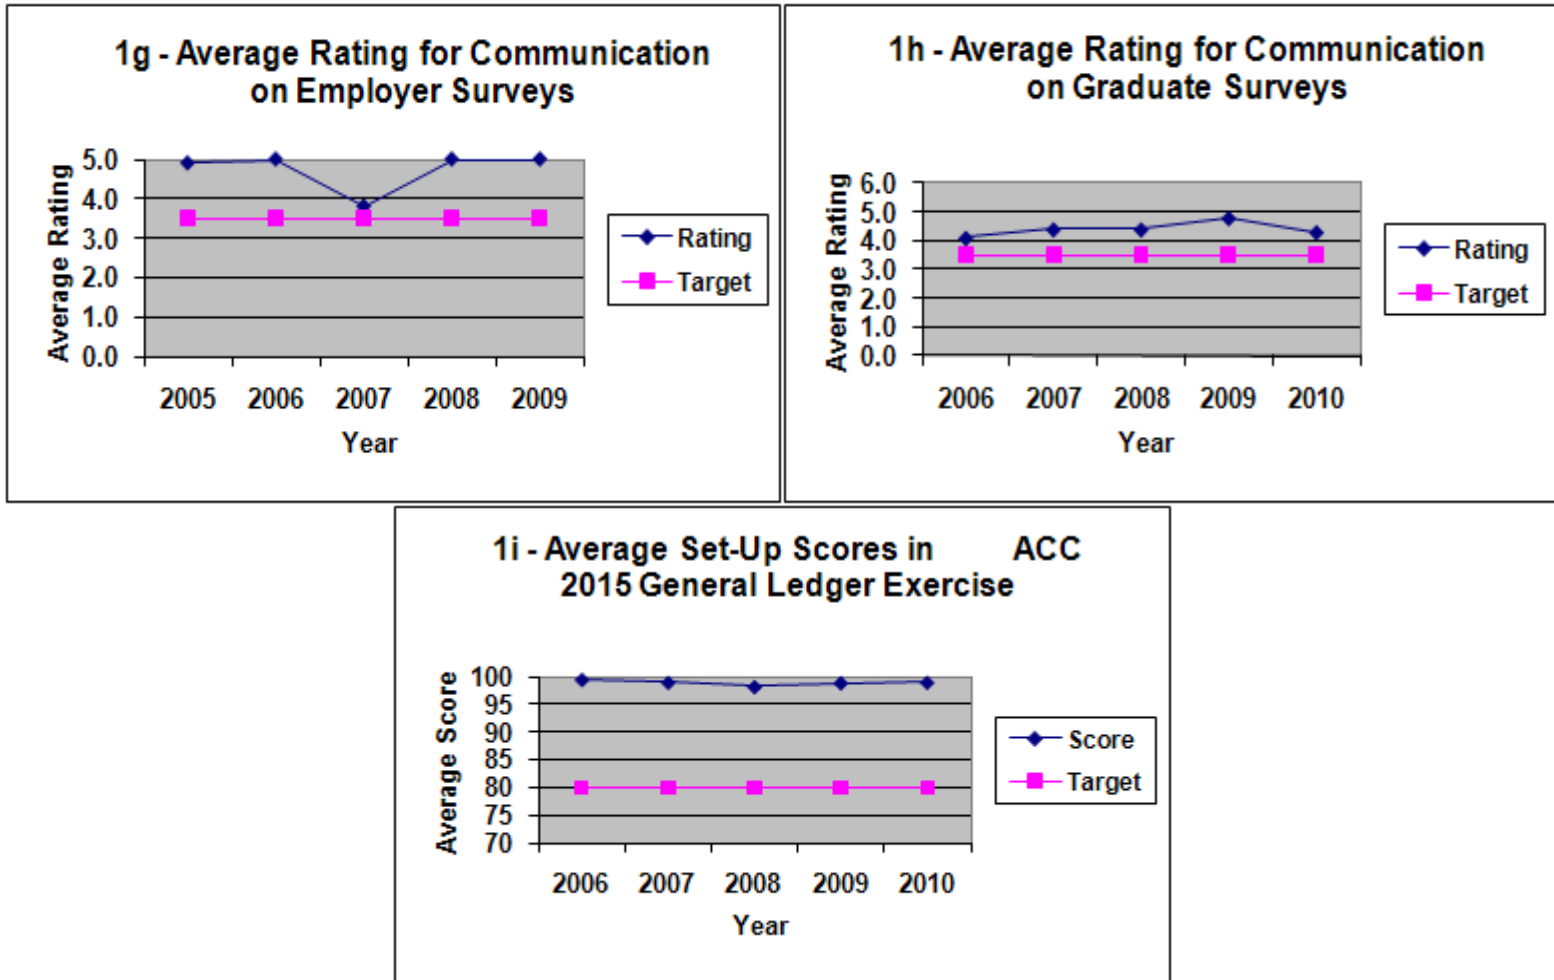 1g - Average Rating for Communication
on Employer Surveys
Average Rating
5.0
4.0
3.0
2.0
1.0
0.0
2005 2006 2007 2008 2009
Year
Rating
Target
1h - Average Rating for Communication
on Graduate Surveys
Average Rating
6.0
5.0
4.0
3.0
2.0
1.0
0.0
2006 2007 2008 2009 2010
Year
Rating
Target
1i - Average Set-Up Scores in ACC
2015 General Ledger Exercise
Average Score
100
95
90
85
80
75
70
2006 2007 2008 2009 2010
Year
Score
Target